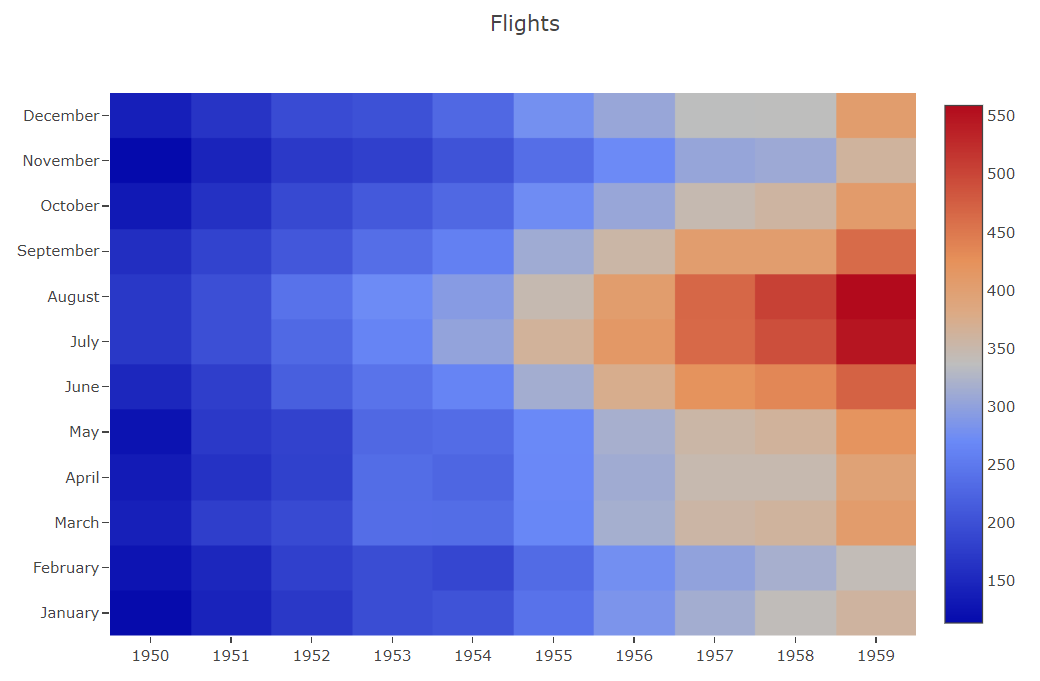 Flights
December
November
October
September
August
July
June
May
April
March
February
January
1950 1951 1952 1953 1954 1955 1956 1957 1958 1959
550
500
450
400
350
300
250
200
150